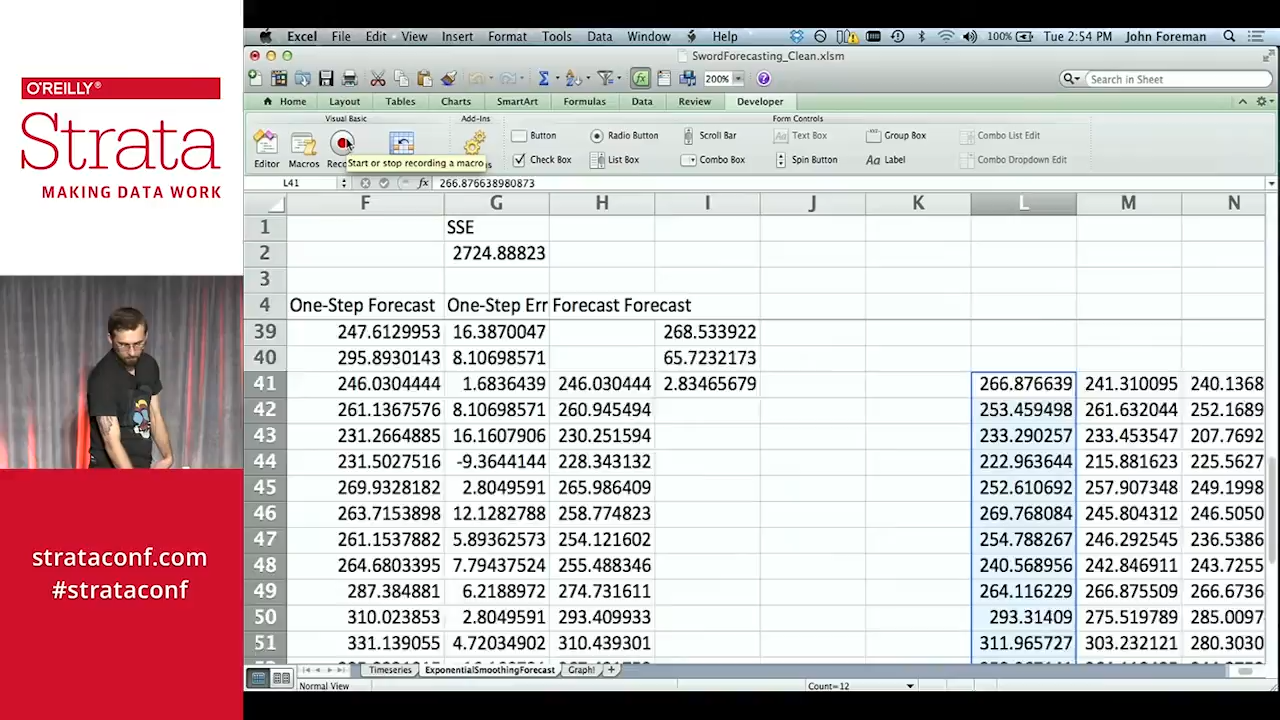 O'REILLY®
Strata
MAKING DATA WORK
strataconf.com
#strataconf
Excel File Edit View Insert Format Tools Data Window Help 100% Tue 2:54 PM John Foreman
SwordForecasting_Clean.xlsm
200% Search in Sheet
Home Layout Tables Charts SmartArt Formulas Data Review Developer
Visual Basic Add-Ins Form Controls
Button Radio Button Scroll Bar Text Box Group Box Combo List Edit
Editor Macros Reco
Start or stop recording a macro
Check Box List Box Combo Box Spin Button Label Combo Dropdown Edit
L41 fx 266.876638980873
F G H I J K L M N
1 SSE
2 2724.88823
3
4 One-Step Forecast One-Step Err Forecast Forecast
39 247.6129953 16.3870047 268.533922
40 295.8930143 8.10698571 65.7232173
41 246.0304444 1.6836439 246.030444 2.83465679 266.876639 241.310095 240.1368
42 261.1367576 8.10698571 260.945494 253.459498 261.632044 252.1689
43 231.2664885 16.1607906 230.251594 233.290257 233.453547 207.7692
44 231.5027516 -9.3644144 228.343132 222.963644 215.881623 225.5627
45 269.9328182 2.8049591 265.986409 252.610692 257.907348 249.1998
46 263.7153898 12.1282788 258.774823 269.768084 245.804312 246.5050
47 261.1537882 5.89362573 254.121602 254.788267 246.292545 236.5386
48 264.6803395 7.79437524 255.488346 240.568956 242.846911 243.7255
49 287.384881 6.2188972 274.731611 264.116229 266.875509 266.6736
50 310.023853 2.8049591 293.409933 293.31409 275.519789 285.0097
51 331.139055 4.72034902 310.439301 311.965727 303.232121 280.3030
Timeseries ExponentialSmoothingForecast Graph! +
Normal View Count=12